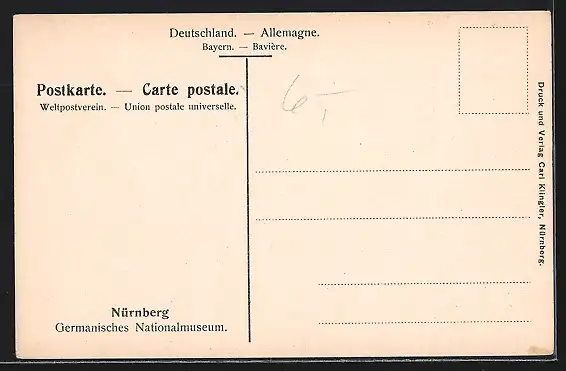 Deutschland. — Allemagne.
Bayern. — Bavière.
Postkarte. — Carte postale.
Weltpostverein. — Union postale universelle.
6,-
Nürnberg
Germanisches Nationalmuseum.
Druck und Verlag Carl Klingler, Nürnberg.